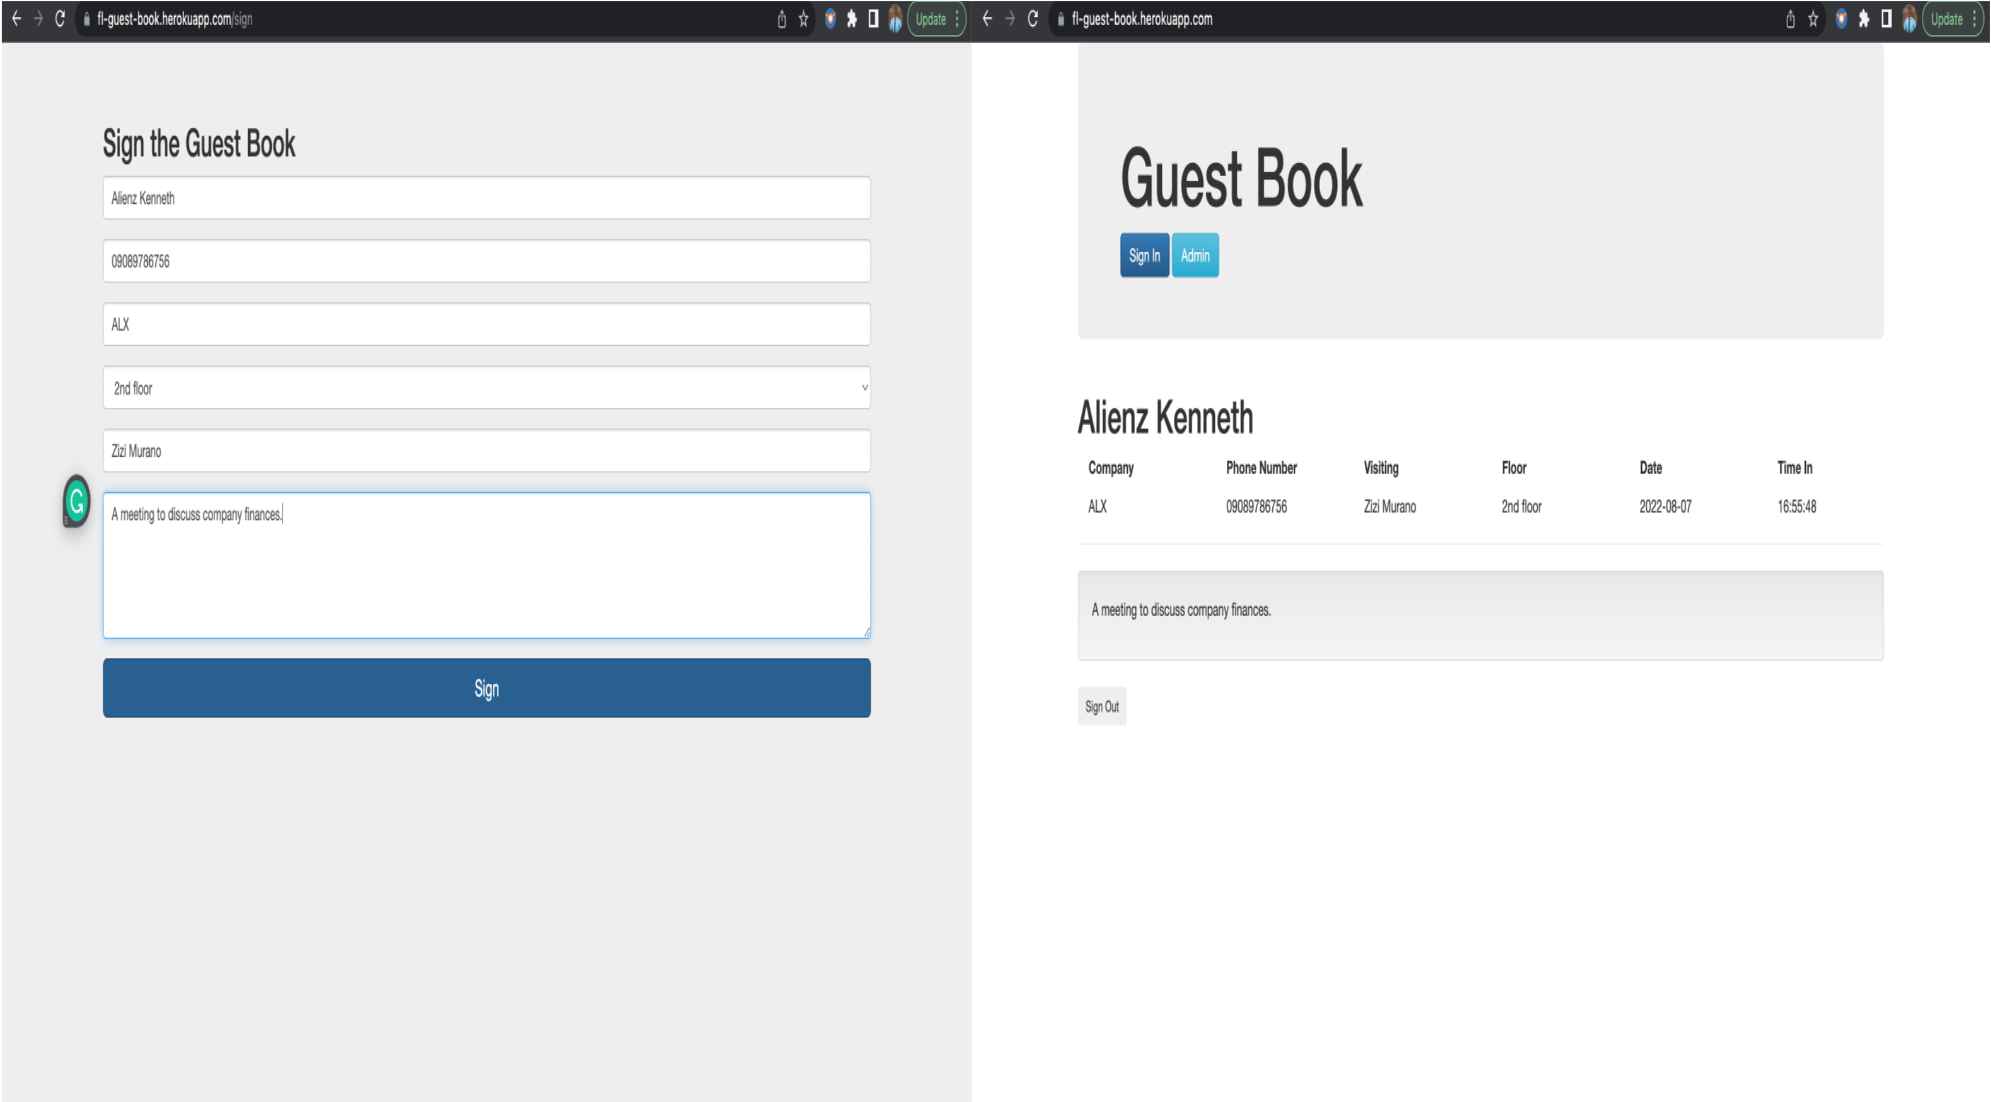 fl-guest-book.herokuapp.com/sign
Update
Sign the Guest Book
Alienz Kenneth
09089786756
ALX
2nd floor
Zizi Murano
G
A meeting to discuss company finances.
Sign
fl-guest-book.herokuapp.com
Update
Guest Book
Sign In Admin
Alienz Kenneth
Company Phone Number Visiting Floor Date Time In
ALX 09089786756 Zizi Murano 2nd floor 2022-08-07 16:55:48
A meeting to discuss company finances.
Sign Out